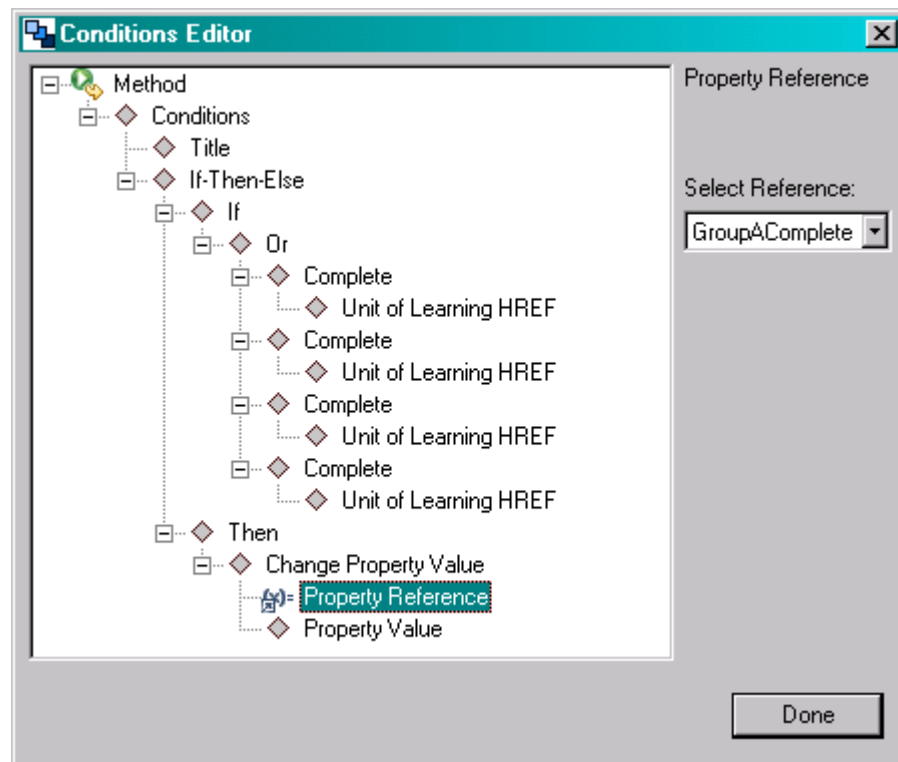 Conditions Editor
Method
Conditions
Title
If-Then-Else
If
Or
Complete
Unit of Learning HREF
Complete
Unit of Learning HREF
Complete
Unit of Learning HREF
Complete
Unit of Learning HREF
Then
Change Property Value
(x)= Property Reference
Property Value
Property Reference
Select Reference:
GroupAComplete
Done